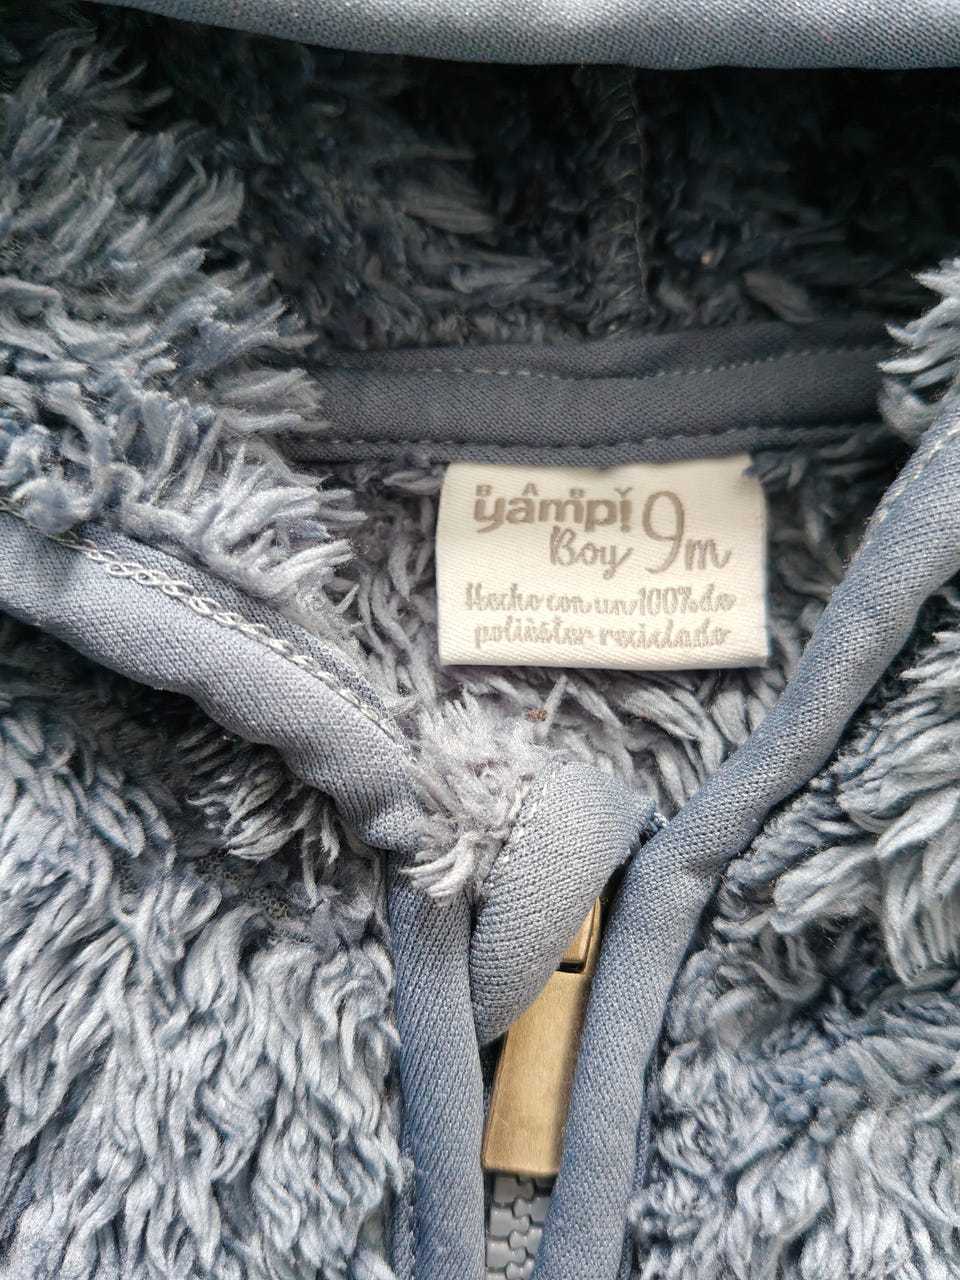 yampi
Boy 9m
Hecho con un 100% de
poliéster reciclado